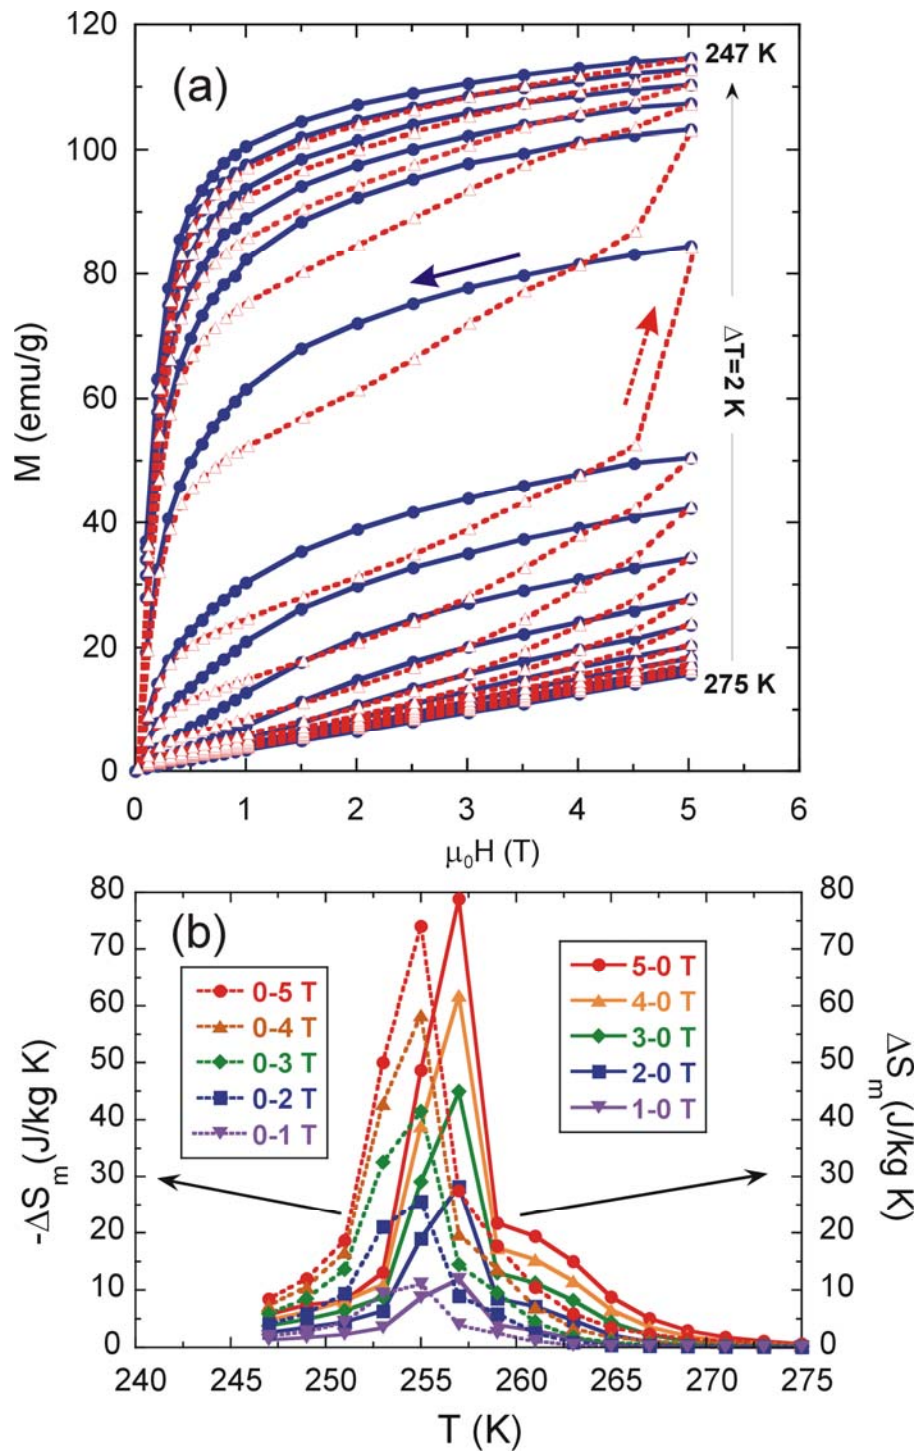 (a)
M (emu/g)
120
100
80
60
40
20
0
247 K
ΔT=2 K
275 K
0 1 2 3 4 5 6
μ₀H (T)
(b)
-ΔSₘ(J/kg K)
80
70
60
50
40
30
20
10
0
0-5 T
0-4 T
0-3 T
0-2 T
0-1 T
5-0 T
4-0 T
3-0 T
2-0 T
1-0 T
80
70
60
50
40
30
20
10
0
ΔSₘ (J/kg K)
240 245 250 255 260 265 270 275
T (K)